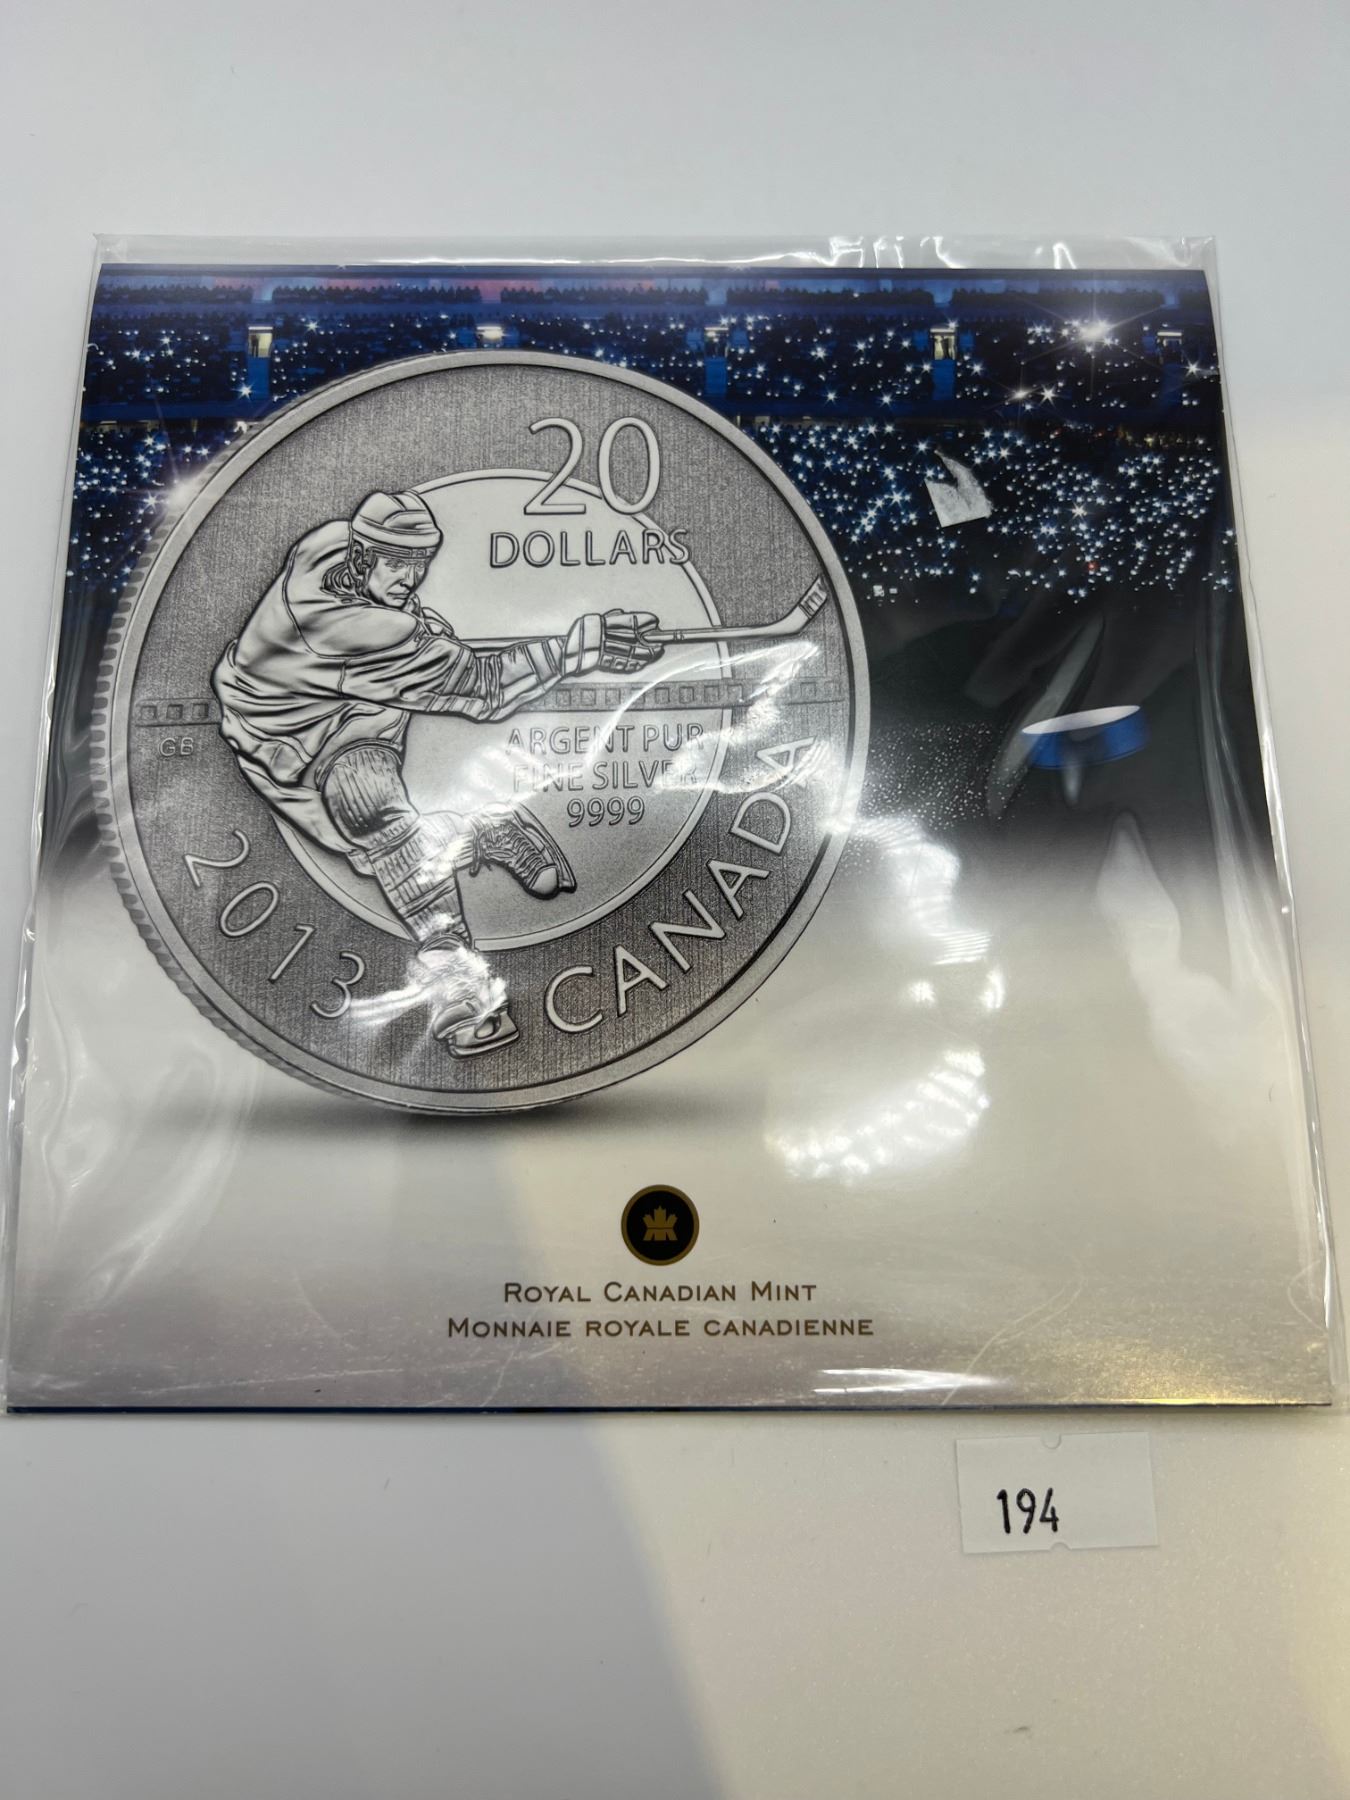 20
DOLLARS
ARGENT PUR
FINE SILVER
9999
GB
2013
CANADA
ROYAL CANADIAN MINT
MONNAIE ROYALE CANADIENNE
194